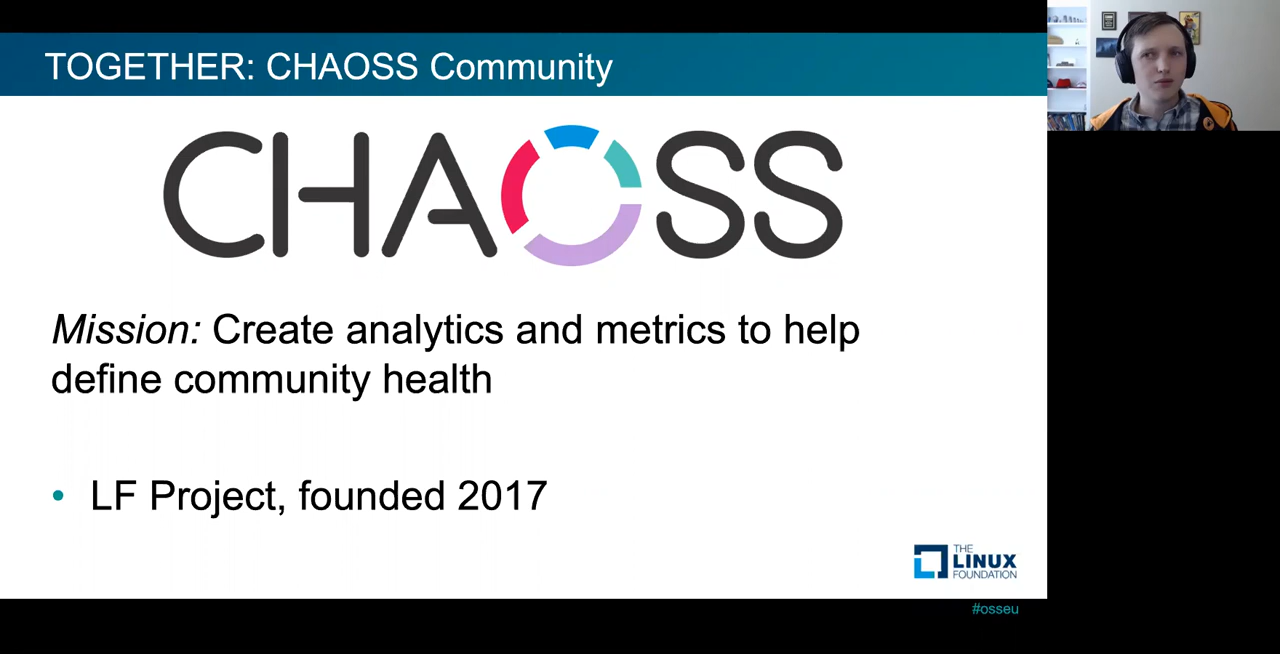 TOGETHER: CHAOSS Community
CHAOSS
Mission: Create analytics and metrics to help
define community health
• LF Project, founded 2017
THE
LINUX
FOUNDATION
#osseu